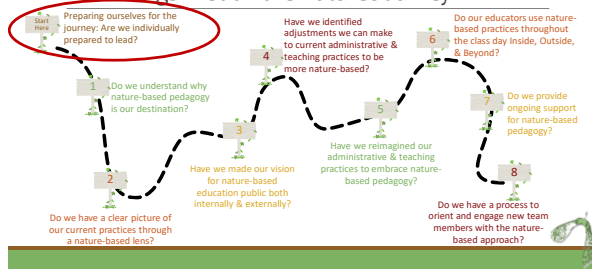 Start
Here
Preparing ourselves for the
journey: Are we individually
prepared to lead?
1
Do we understand why
nature-based pedagogy
is our destination?
2
Do we have a clear picture of
our current practices through
a nature-based lens?
3
Have we made our vision
for nature-based
education public both
internally & externally?
4
Have we identified
adjustments we can make
to current administrative &
teaching practices to be
more nature-based?
5
Have we reimagined our
administrative & teaching
practices to embrace nature-
based pedagogy?
6
Do our educators use nature-
based practices throughout
the class day Inside, Outside,
& Beyond?
7
Do we provide
ongoing support
for nature-based
pedagogy?
8
Do we have a process to
orient and engage new team
members with the nature-
based approach?